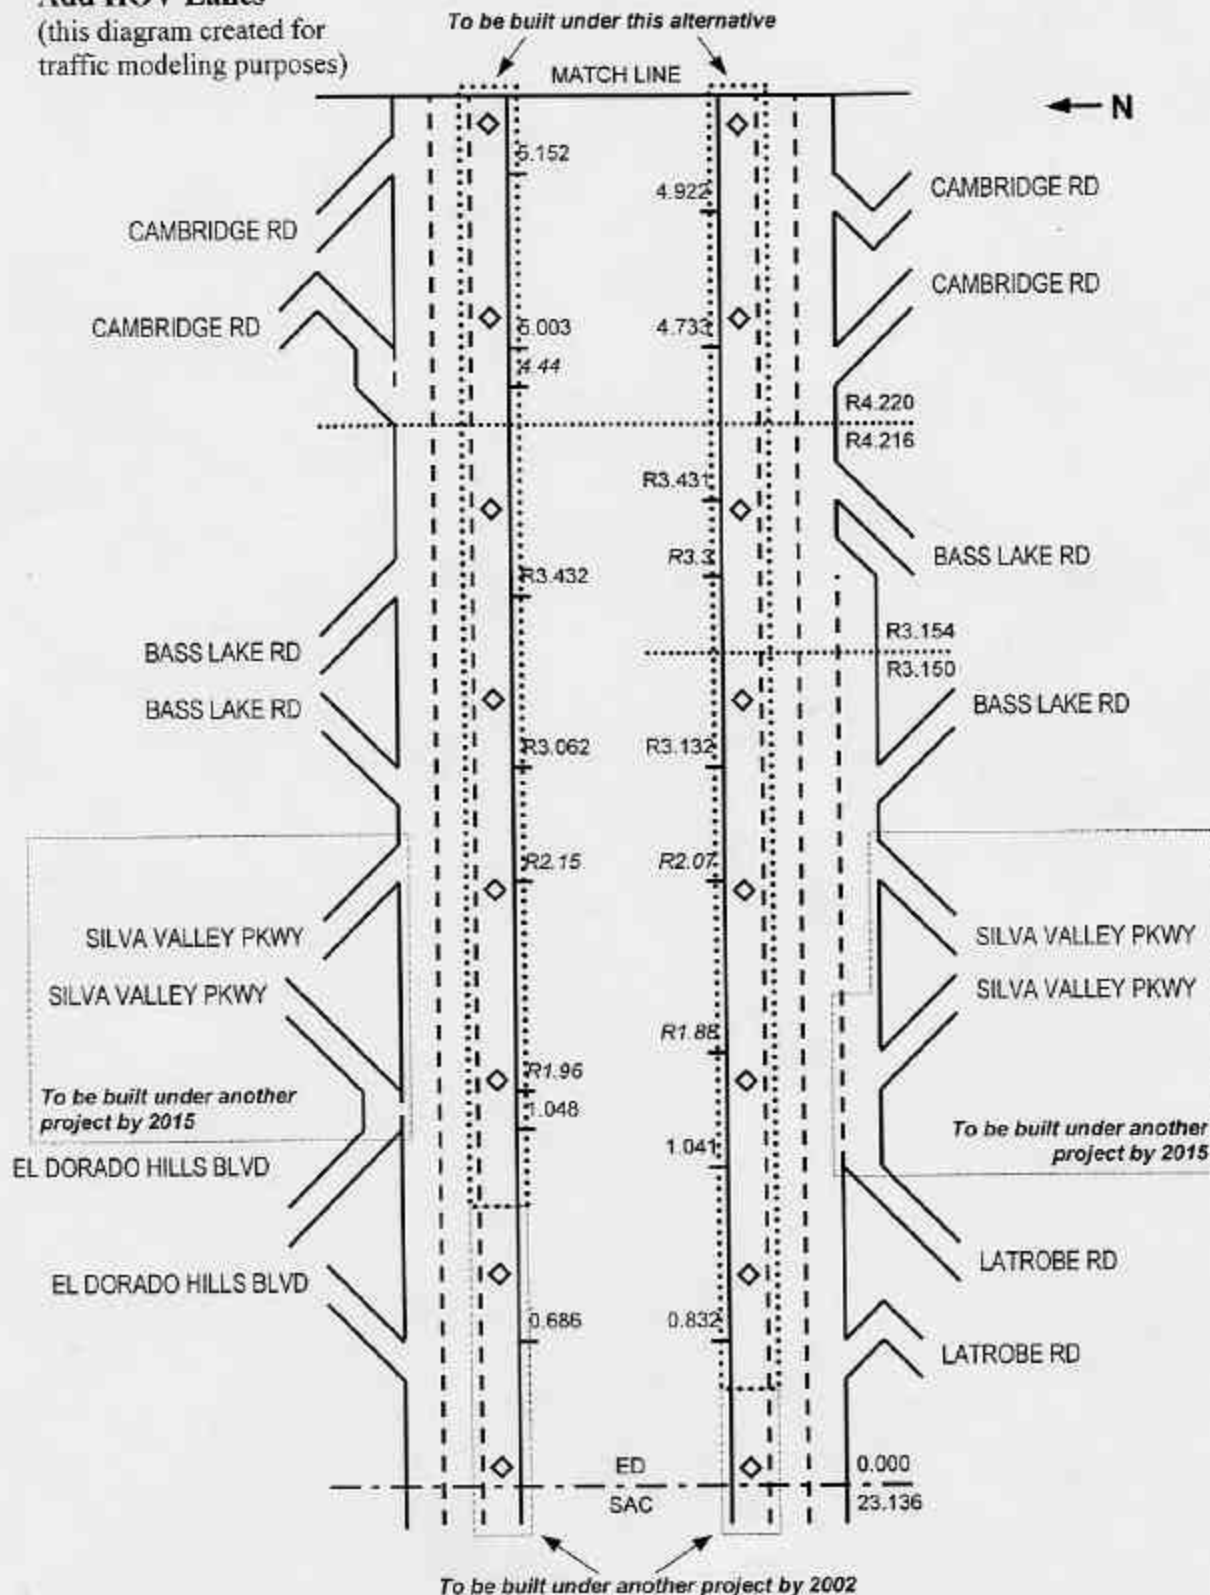 Add HOV Lanes
(this diagram created for
traffic modeling purposes)
To be built under this alternative
MATCH LINE
N
5.152
4.922
CAMBRIDGE RD
CAMBRIDGE RD
CAMBRIDGE RD
CAMBRIDGE RD
5.003
4.733
4.44
R4.220
R4.216
R3.431
R3.3
BASS LAKE RD
R3.432
R3.154
BASS LAKE RD
R3.150
BASS LAKE RD
BASS LAKE RD
R3.062
R3.132
R2.15
R2.07
SILVA VALLEY PKWY
SILVA VALLEY PKWY
SILVA VALLEY PKWY
SILVA VALLEY PKWY
R1.88
R1.96
To be built under another
project by 2015
1.048
To be built under another
project by 2015
1.041
EL DORADO HILLS BLVD
LATROBE RD
EL DORADO HILLS BLVD
0.686
0.832
LATROBE RD
ED
0.000
SAC
23.136
To be built under another project by 2002